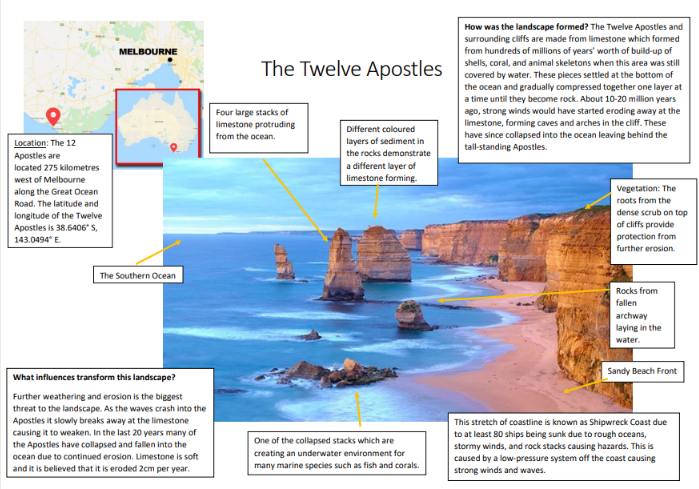 MELBOURNE
The Twelve Apostles
How was the landscape formed? The Twelve Apostles and
surrounding cliffs are made from limestone which formed
from hundreds of millions of years' worth of build-up of
shells, coral, and animal skeletons when this area was still
covered by water. These pieces settled at the bottom of
the ocean and gradually compressed together one layer at
a time until they become rock. About 10-20 million years
ago, strong winds would have started eroding away at the
limestone, forming caves and arches in the cliff. These
have since collapsed into the ocean leaving behind the
tall-standing Apostles.
Four large stacks of
limestone protruding
from the ocean.
Different coloured
layers of sediment in
the rocks demonstrate
a different layer of
limestone forming.
Location: The 12
Apostles are
located 275 kilometres
west of Melbourne
along the Great Ocean
Road. The latitude and
longitude of the Twelve
Apostles is 38.6406° S,
143.0494° E.
Vegetation: The
roots from the
dense scrub on top
of cliffs provide
protection from
further erosion.
The Southern Ocean
Rocks from
fallen
archway
laying in the
water.
Sandy Beach Front
What influences transform this landscape?
Further weathering and erosion is the biggest
threat to the landscape. As the waves crash into the
Apostles it slowly breaks away at the limestone
causing it to weaken. In the last 20 years many of
the Apostles have collapsed and fallen into the
ocean due to continued erosion. Limestone is soft
and it is believed that it is eroded 2cm per year.
One of the collapsed stacks which are
creating an underwater environment for
many marine species such as fish and corals.
This stretch of coastline is known as Shipwreck Coast due
to at least 80 ships being sunk due to rough oceans,
stormy winds, and rock stacks causing hazards. This is
caused by a low-pressure system off the coast causing
strong winds and waves.